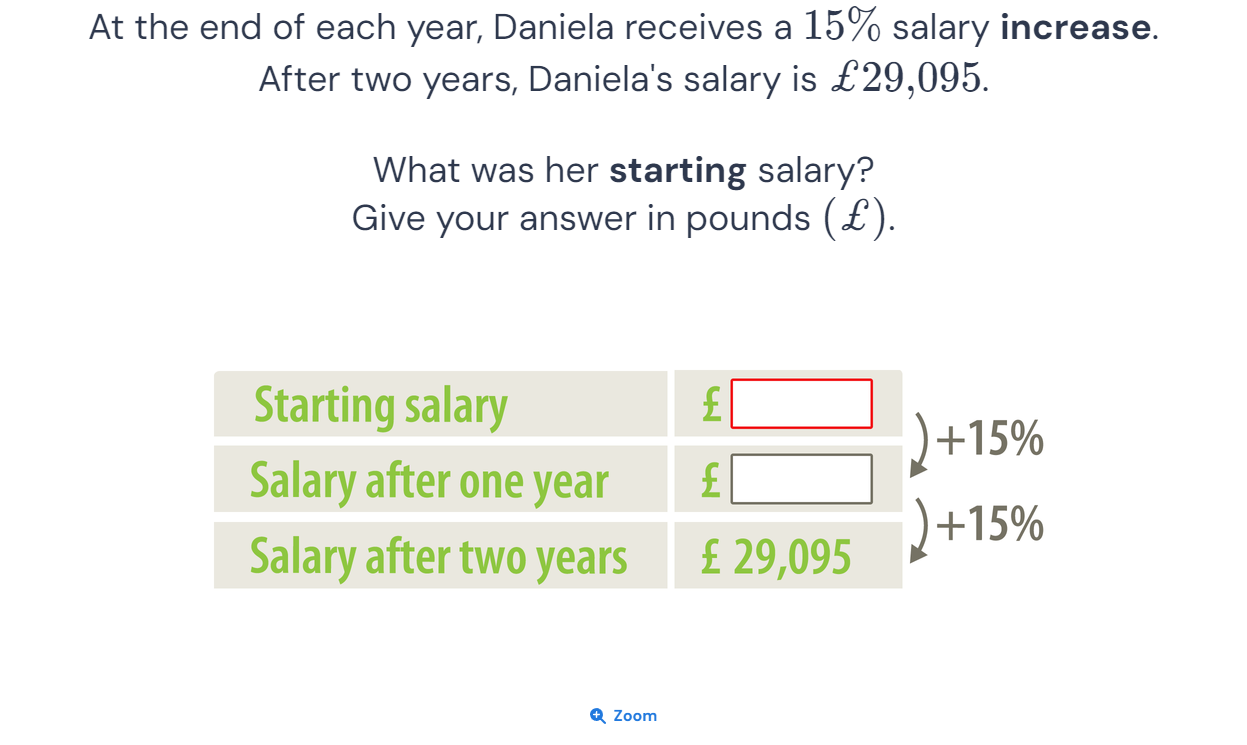 At the end of each year, Daniela receives a 15% salary increase.
After two years, Daniela's salary is £29,095.
What was her starting salary?
Give your answer in pounds (£).
Starting salary £
+15%
Salary after one year £
+15%
Salary after two years £ 29,095
Zoom